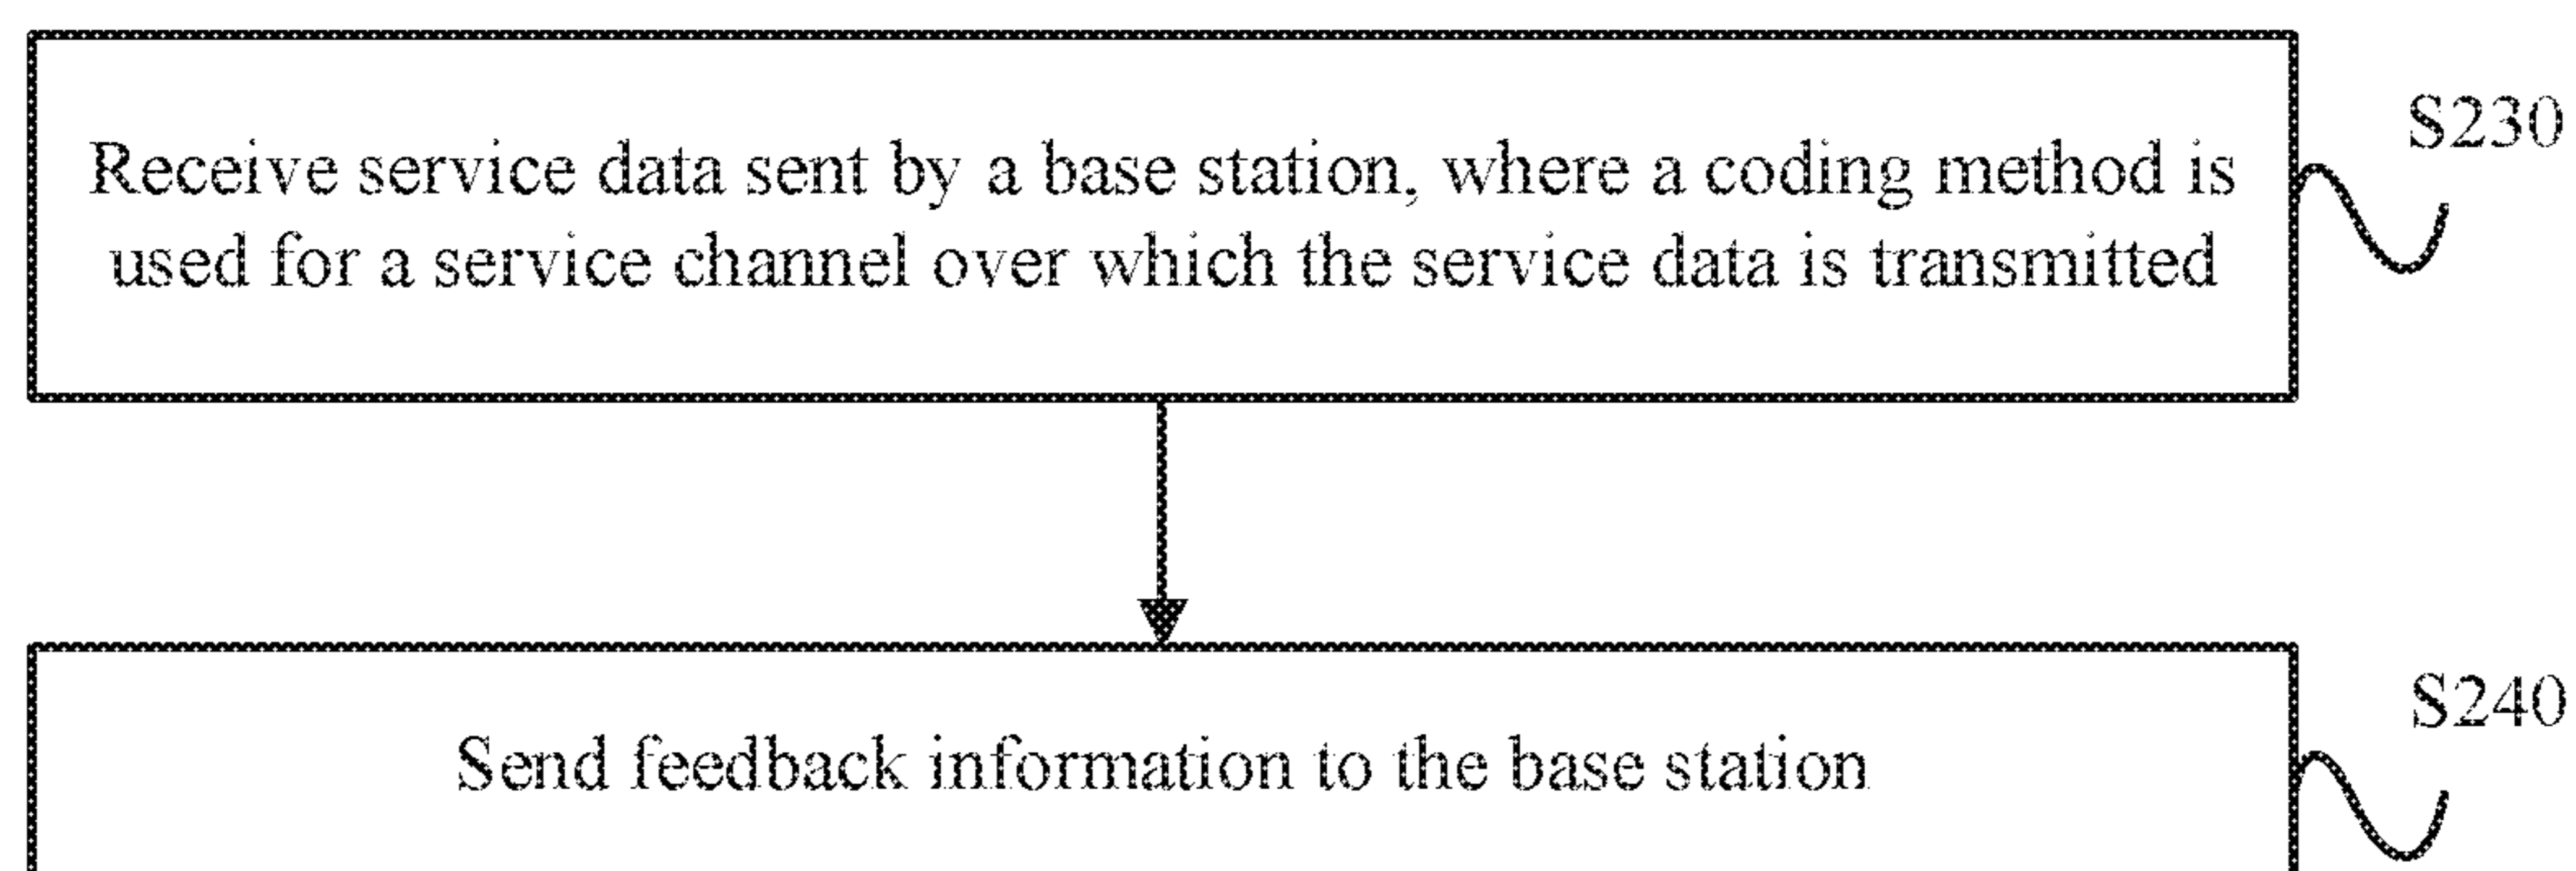 S230
Receive service data sent by a base station, where a coding method is
used for a service channel over which the service data is transmitted
S240
Send feedback information to the base station